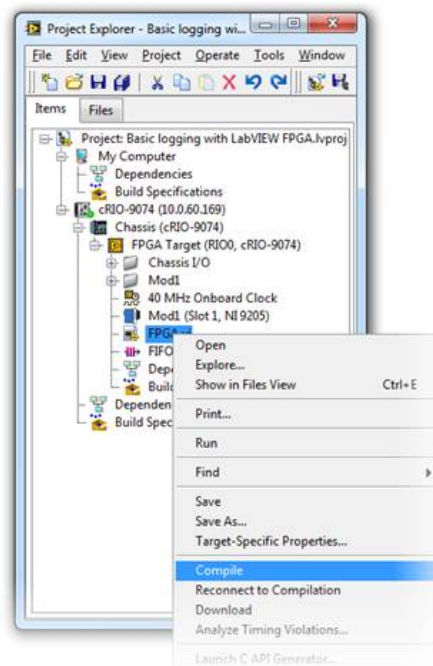 Project Explorer - Basic logging wi...
File Edit View Project Operate Tools Window
Items Files
Project: Basic logging with LabVIEW FPGA.lvproj
My Computer
Dependencies
Build Specifications
cRIO-9074 (10.0.60.169)
Chassis (cRIO-9074)
FPGA Target (RIO0, cRIO-9074)
Chassis I/O
Mod1
40 MHz Onboard Clock
Mod1 (Slot 1, NI 9205)
FPGA.vi
FIFO
Dep
Build
Dependen
Build Spec
Open
Explore...
Show in Files View Ctrl+E
Print...
Run
Find
Save
Save As...
Target-Specific Properties...
Compile
Reconnect to Compilation
Download
Analyze Timing Violations...
Launch C API Generator...